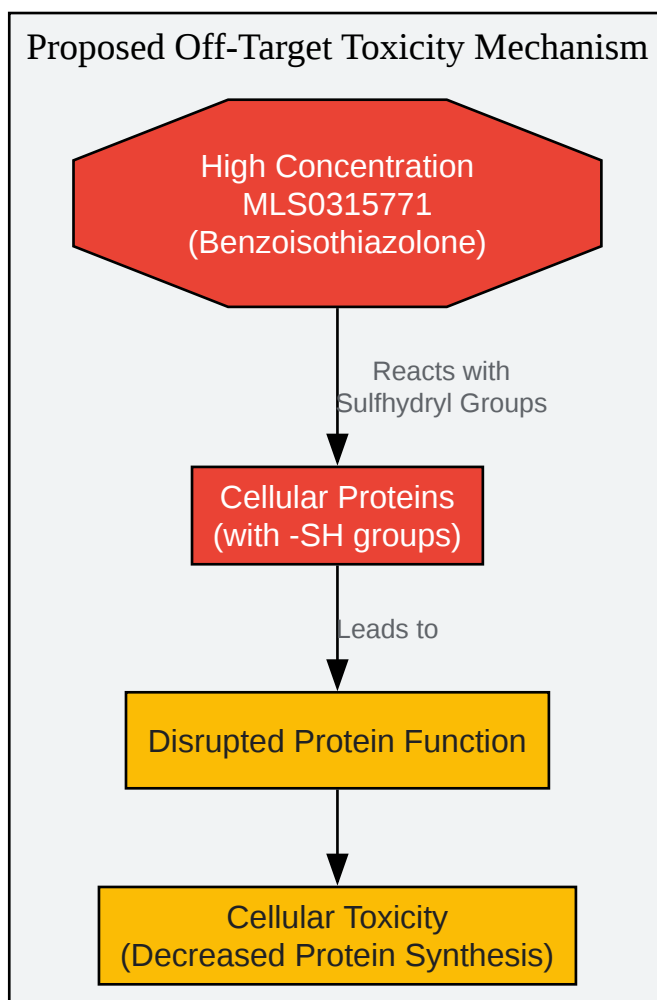 Proposed Off-Target Toxicity Mechanism
High Concentration
MLS0315771
(Benzoisothiazolone)
Reacts with
Sulfhydryl Groups
Cellular Proteins
(with -SH groups)
Leads to
Disrupted Protein Function
Cellular Toxicity
(Decreased Protein Synthesis)